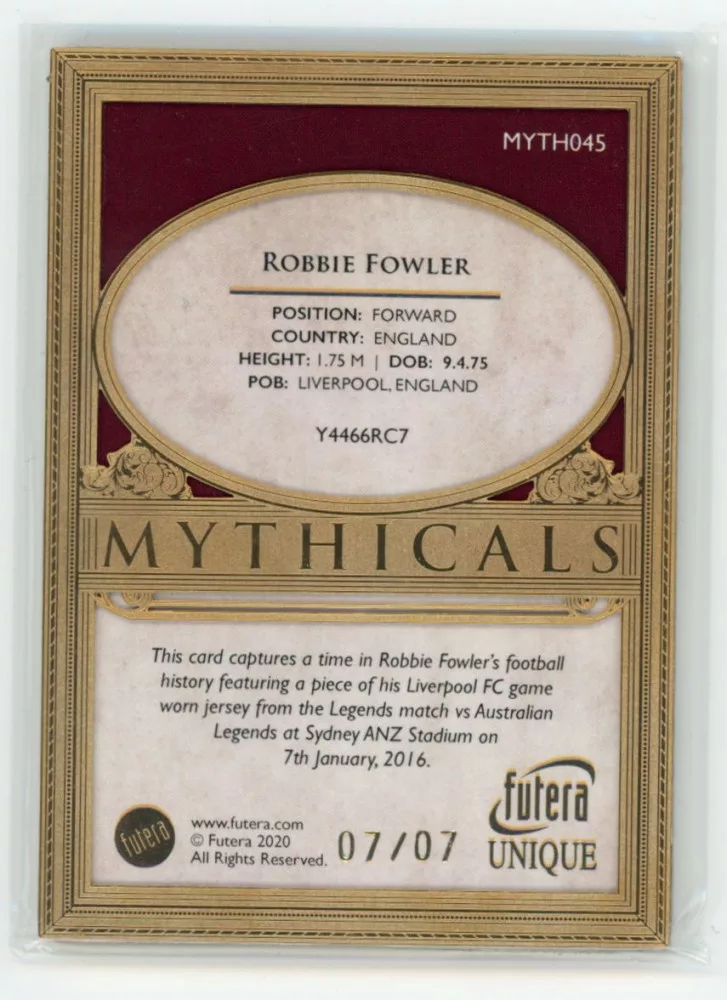 MYTH045
ROBBIE FOWLER
POSITION: FORWARD
COUNTRY: ENGLAND
HEIGHT: 1.75 M | DOB: 9.4.75
POB: LIVERPOOL, ENGLAND
Y4466RC7
MYTHICALS
This card captures a time in Robbie Fowler's football
history featuring a piece of his Liverpool FC game
worn jersey from the Legends match vs Australian
Legends at Sydney ANZ Stadium on
7th January, 2016.
futera
www.futera.com
© Futera 2020
All Rights Reserved.
07/07
futera
UNIQUE